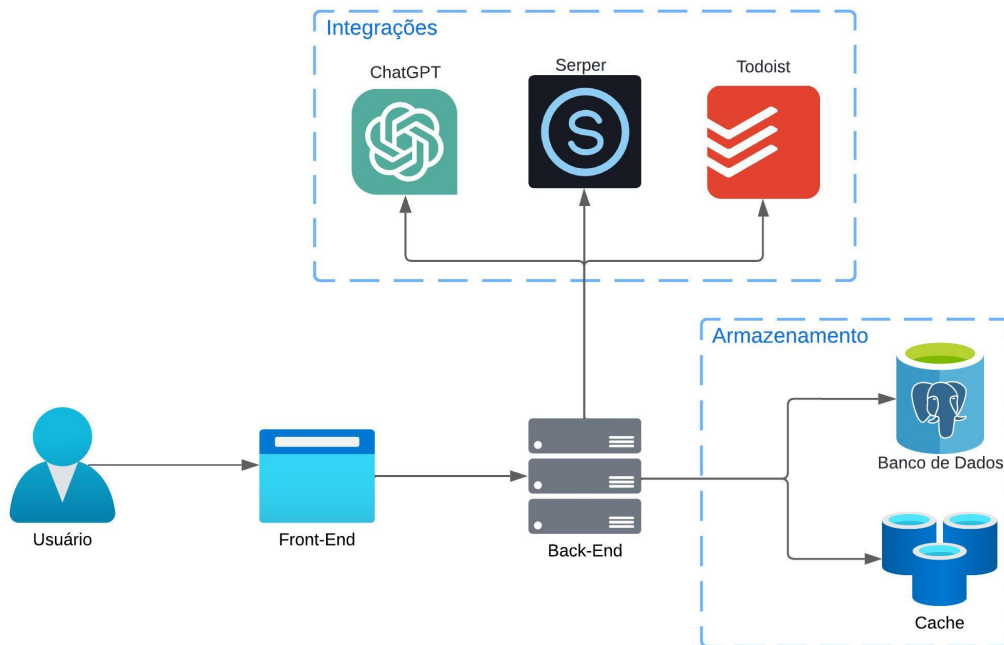 Integrações
ChatGPT
Serper
Todoist
S
Armazenamento
Banco de Dados
Usuário
Front-End
Back-End
Cache